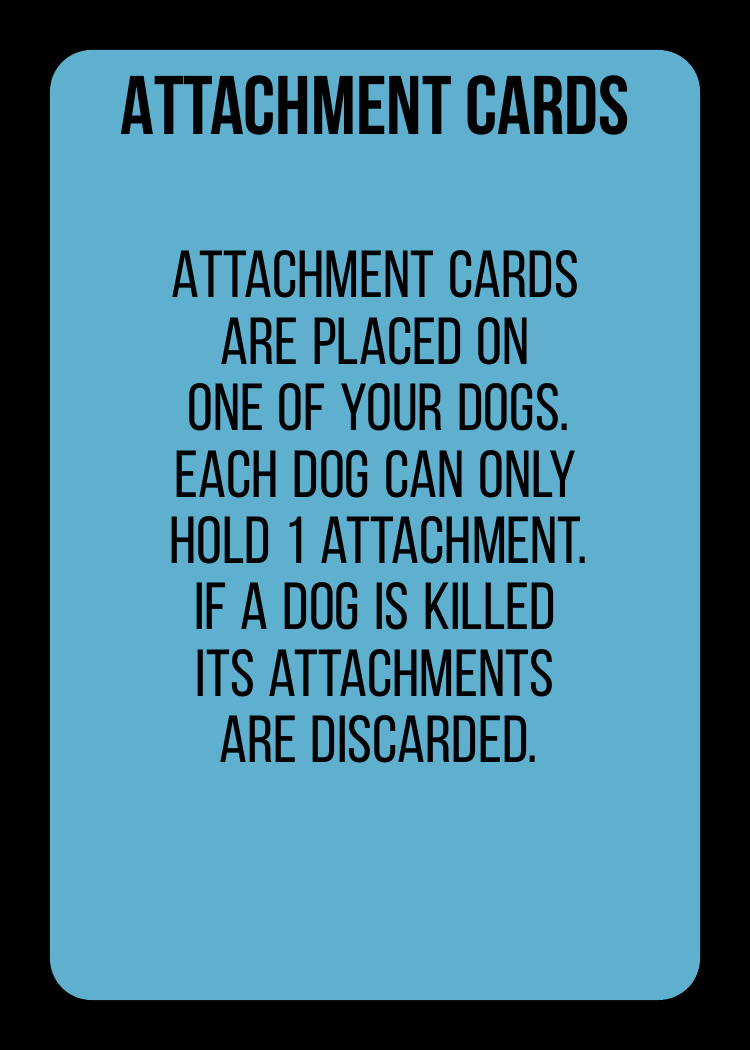 ATTACHMENT CARDS
ATTACHMENT CARDS
ARE PLACED ON
ONE OF YOUR DOGS.
EACH DOG CAN ONLY
HOLD 1 ATTACHMENT.
IF A DOG IS KILLED
ITS ATTACHMENTS
ARE DISCARDED.